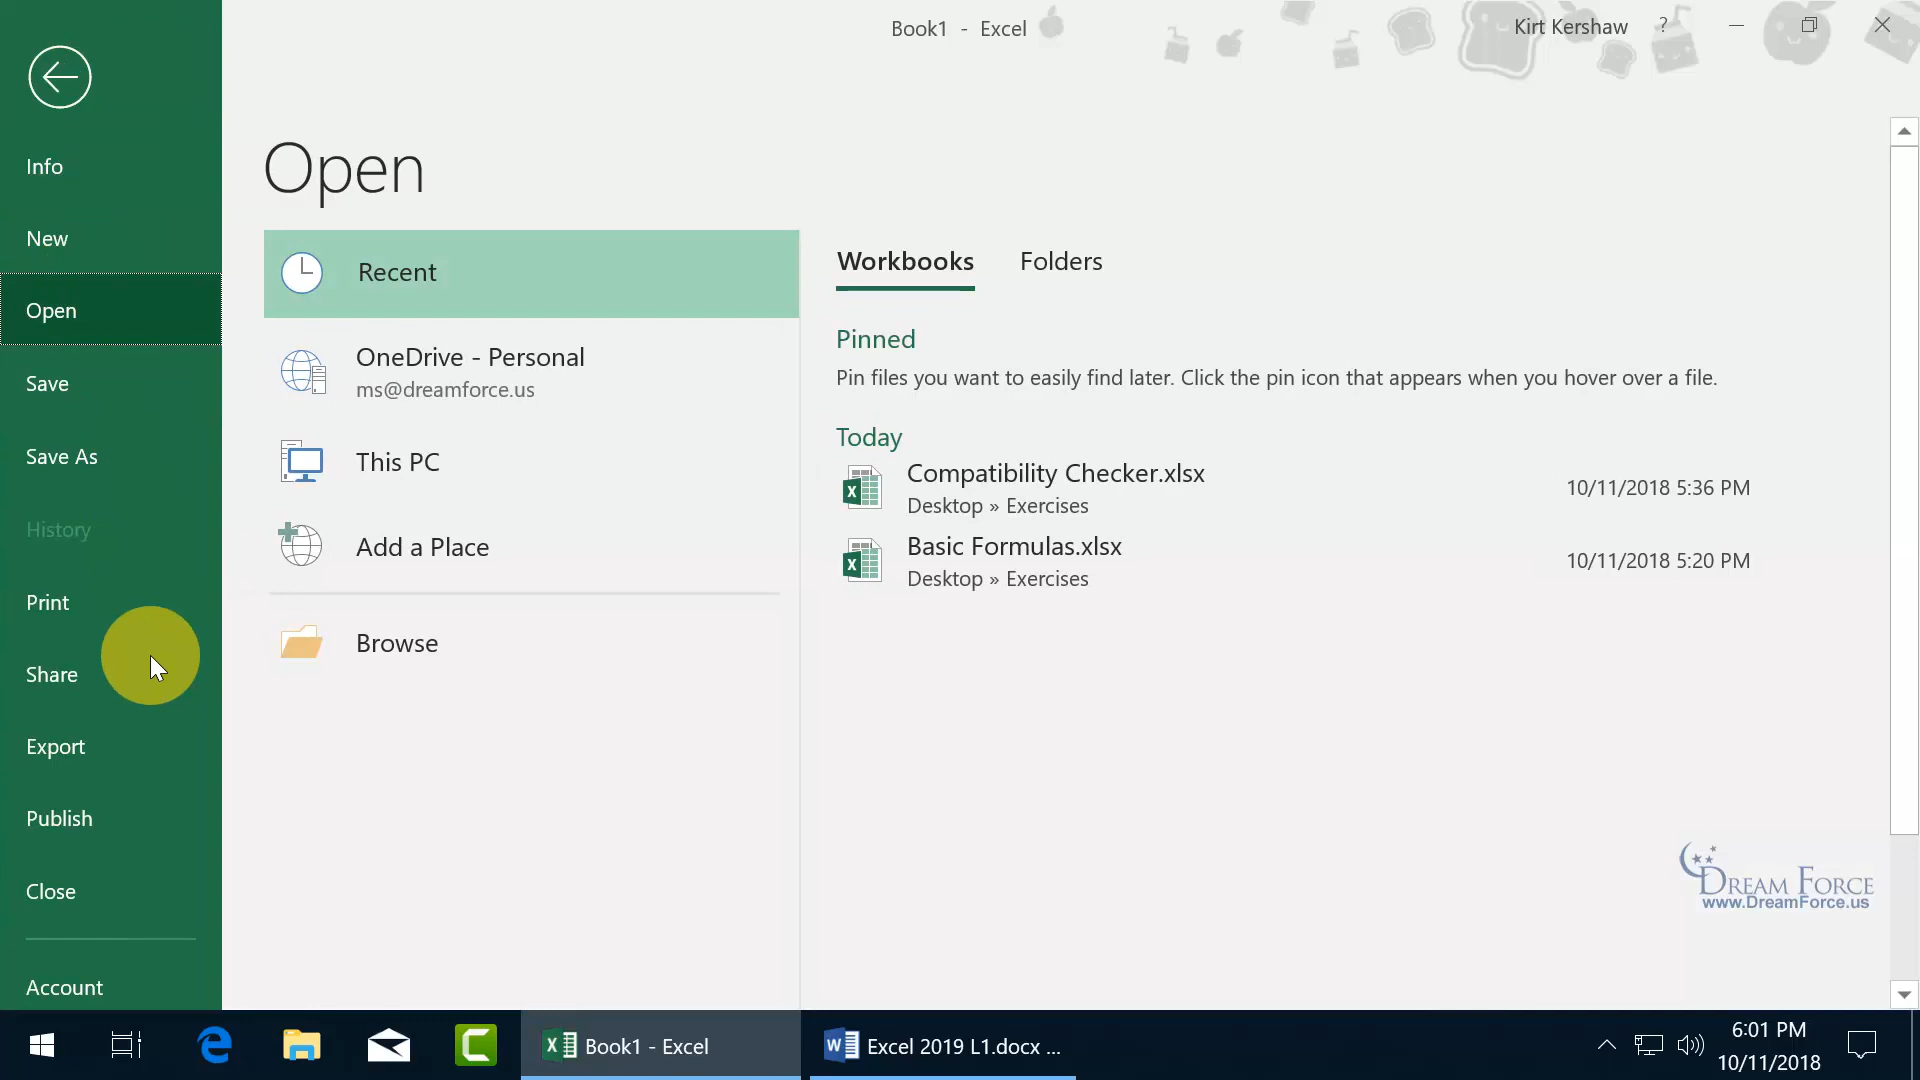 Book1 - Excel
Kirt Kershaw ?
Info
New
Open
Save
Save As
History
Print
Share
Export
Publish
Close
Account
Open
Recent
OneDrive - Personal
ms@dreamforce.us
This PC
Add a Place
Browse
Workbooks Folders
Pinned
Pin files you want to easily find later. Click the pin icon that appears when you hover over a file.
Today
Compatibility Checker.xlsx
Desktop » Exercises
10/11/2018 5:36 PM
Basic Formulas.xlsx
Desktop » Exercises
10/11/2018 5:20 PM
DREAM FORCE
www.DreamForce.us
Book1 - Excel
Excel 2019 L1.docx ...
6:01 PM
10/11/2018